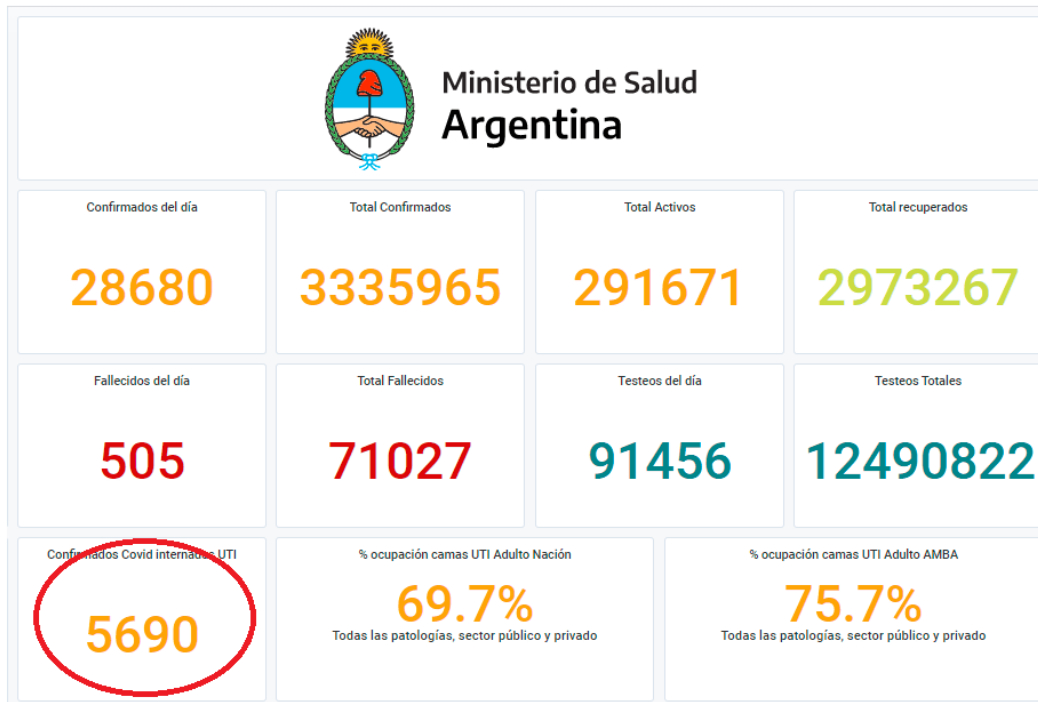 Ministerio de Salud
Argentina
Confirmados del día
Total Confirmados
Total Activos
Total recuperados
28680
3335965
291671
2973267
Fallecidos del día
Total Fallecidos
Testeos del día
Testeos Totales
505
71027
91456
12490822
Confirmados Covid internados UTI
% ocupación camas UTI Adulto Nación
% ocupación camas UTI Adulto AMBA
5690
69.7%
75.7%
Todas las patologías, sector público y privado
Todas las patologías, sector público y privado